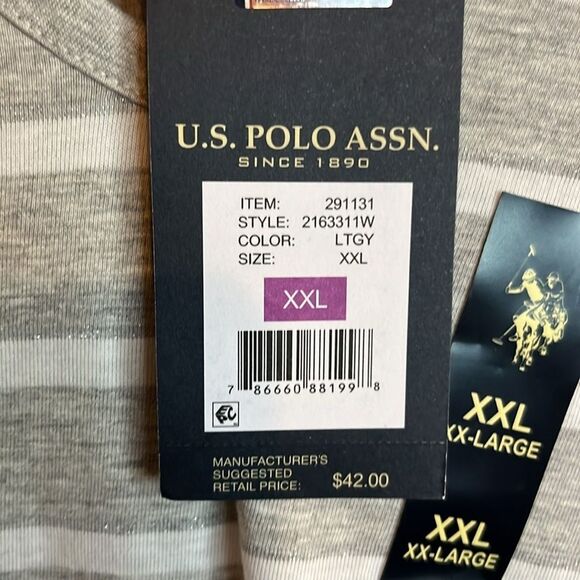 U.S. POLO ASSN.
SINCE 1890
ITEM: 291131
STYLE: 2163311W
COLOR: LTGY
SIZE: XXL
XXL
7 86660 88199 8
MANUFACTURER'S
SUGGESTED
RETAIL PRICE: $42.00
XXL
XX-LARGE
XXL
XX-LARGE